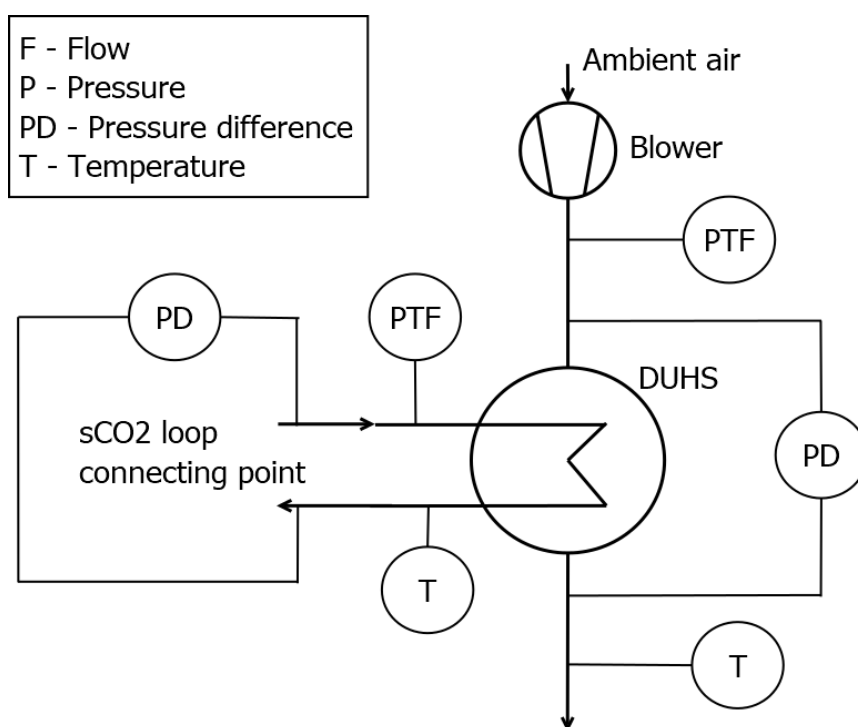 F - Flow
P - Pressure
PD - Pressure difference
T - Temperature
Ambient air
Blower
PTF
PD
PTF
DUHS
sCO2 loop
connecting point
PD
T
T